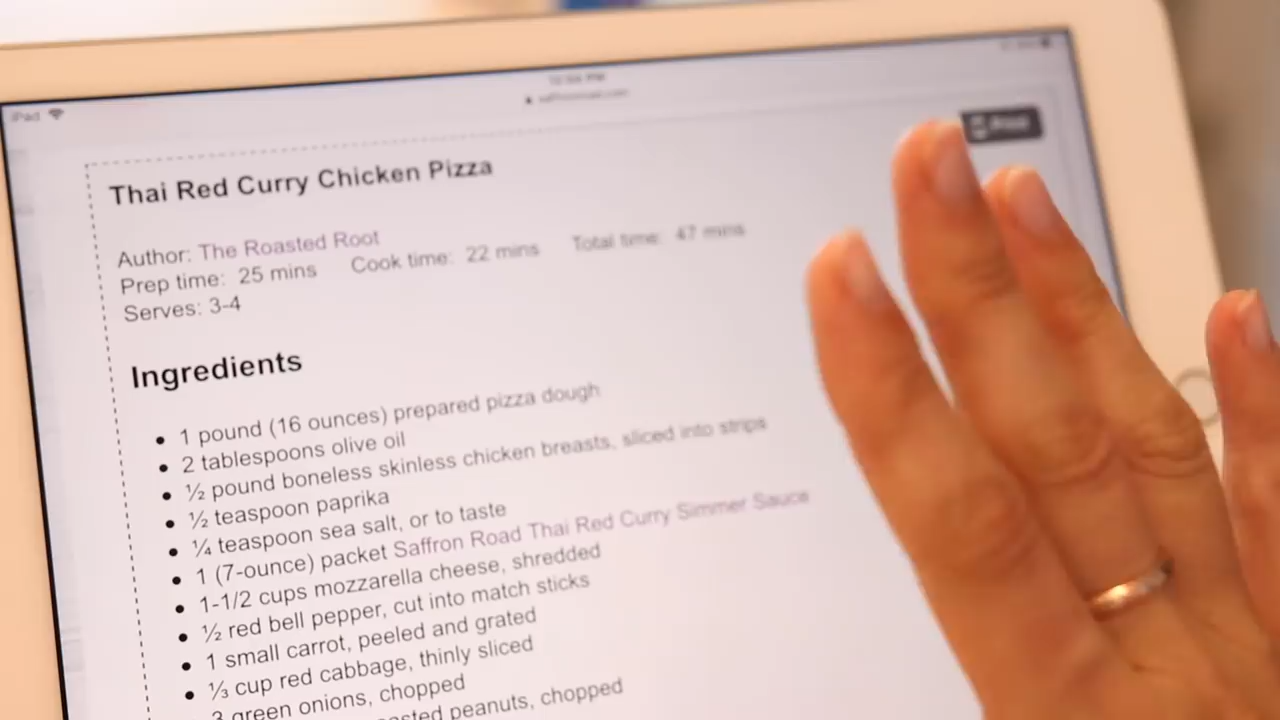 iPad
Thai Red Curry Chicken Pizza
Author: The Roasted Root
Prep time: 25 mins Cook time: 22 mins Total time: 47 mins
Serves: 3-4
Ingredients
1 pound (16 ounces) prepared pizza dough
2 tablespoons olive oil
½ pound boneless skinless chicken breasts, sliced into strips
½ teaspoon paprika
¼ teaspoon sea salt, or to taste
1 (7-ounce) packet Saffron Road Thai Red Curry Simmer Sauce
1-1/2 cups mozzarella cheese, shredded
½ red bell pepper, cut into match sticks
1 small carrot, peeled and grated
⅓ cup red cabbage, thinly sliced
3 green onions, chopped
peanuts, chopped